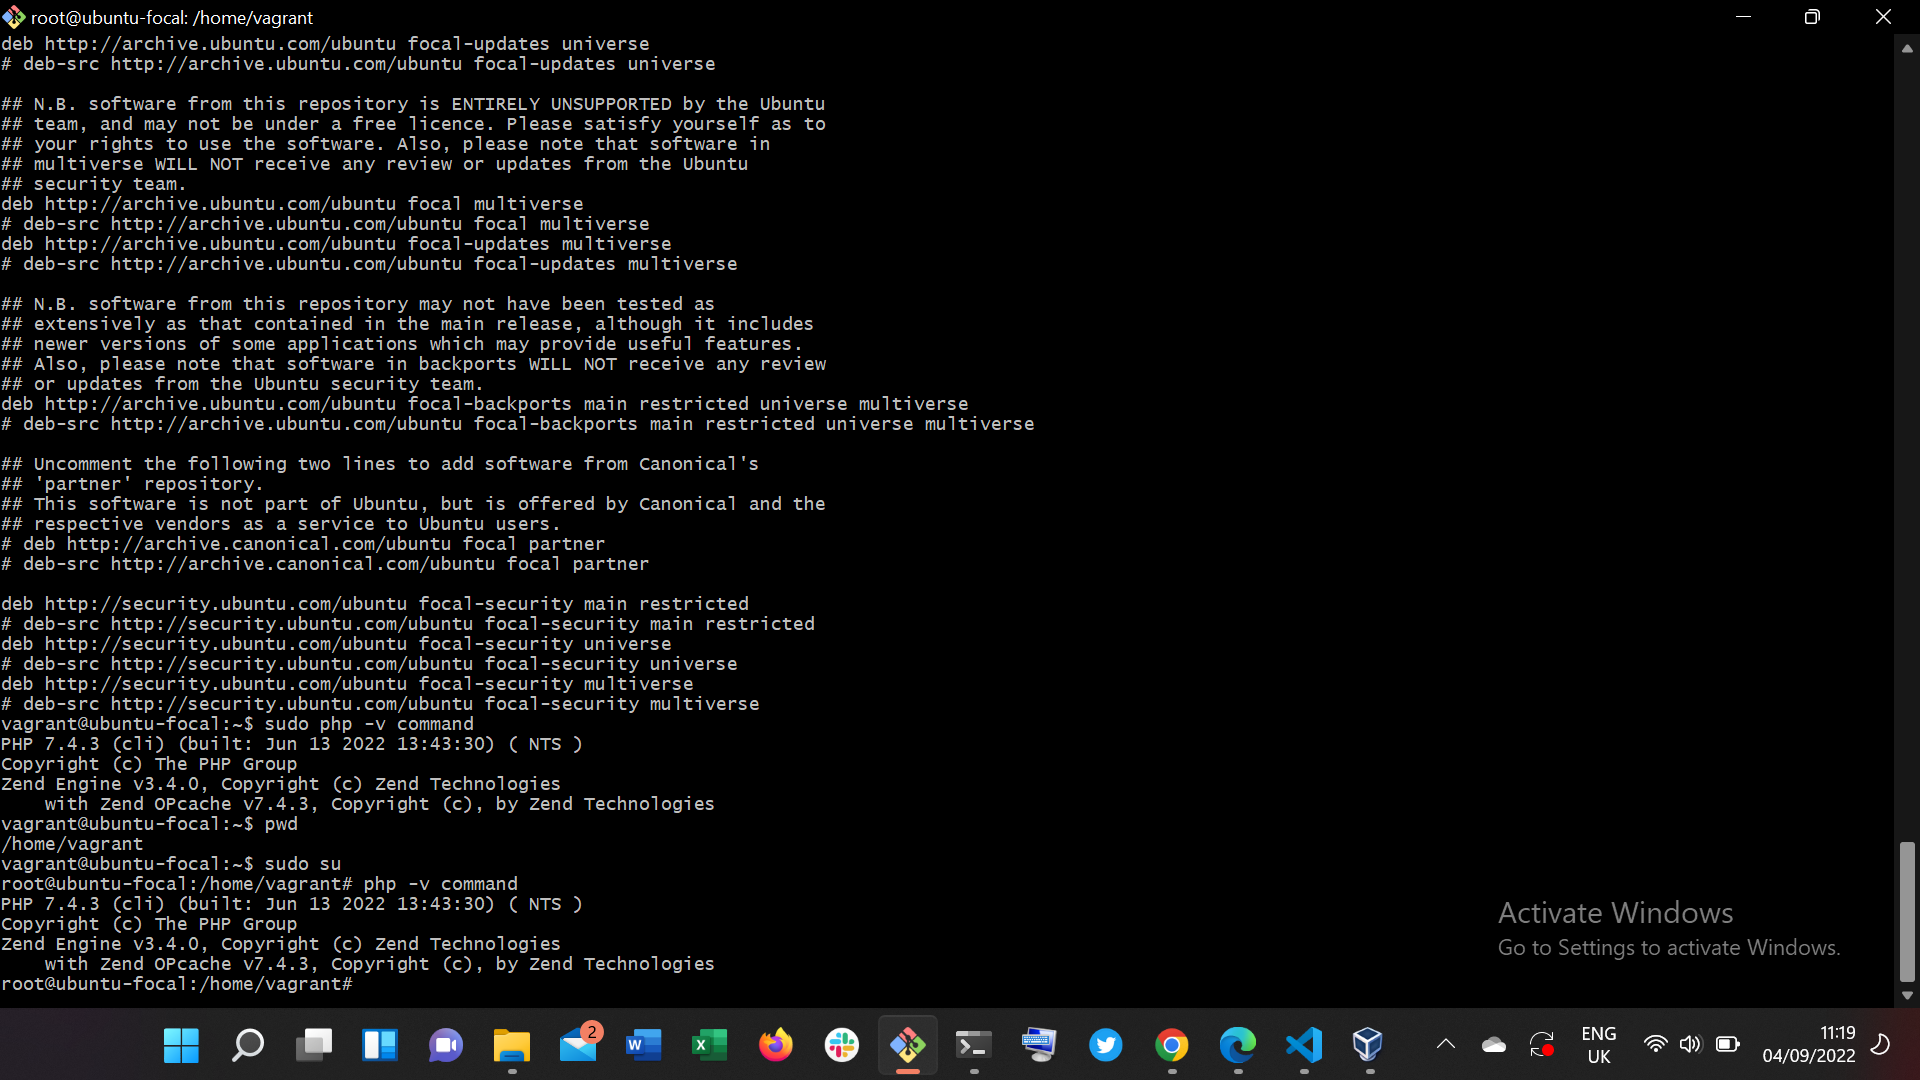 root@ubuntu-focal: /home/vagrant
deb http://archive.ubuntu.com/ubuntu focal-updates universe
# deb-src http://archive.ubuntu.com/ubuntu focal-updates universe
## N.B. software from this repository is ENTIRELY UNSUPPORTED by the Ubuntu
## team, and may not be under a free licence. Please satisfy yourself as to
## your rights to use the software. Also, please note that software in
## multiverse WILL NOT receive any review or updates from the Ubuntu
## security team.
deb http://archive.ubuntu.com/ubuntu focal multiverse
# deb-src http://archive.ubuntu.com/ubuntu focal multiverse
deb http://archive.ubuntu.com/ubuntu focal-updates multiverse
# deb-src http://archive.ubuntu.com/ubuntu focal-updates multiverse
## N.B. software from this repository may not have been tested as
## extensively as that contained in the main release, although it includes
## newer versions of some applications which may provide useful features.
## Also, please note that software in backports WILL NOT receive any review
## or updates from the Ubuntu security team.
deb http://archive.ubuntu.com/ubuntu focal-backports main restricted universe multiverse
# deb-src http://archive.ubuntu.com/ubuntu focal-backports main restricted universe multiverse
## Uncomment the following two lines to add software from Canonical's
## 'partner' repository.
## This software is not part of Ubuntu, but is offered by Canonical and the
## respective vendors as a service to Ubuntu users.
# deb http://archive.canonical.com/ubuntu focal partner
# deb-src http://archive.canonical.com/ubuntu focal partner
deb http://security.ubuntu.com/ubuntu focal-security main restricted
# deb-src http://security.ubuntu.com/ubuntu focal-security main restricted
deb http://security.ubuntu.com/ubuntu focal-security universe
# deb-src http://security.ubuntu.com/ubuntu focal-security universe
deb http://security.ubuntu.com/ubuntu focal-security multiverse
# deb-src http://security.ubuntu.com/ubuntu focal-security multiverse
vagrant@ubuntu-focal:~$ sudo php -v command
PHP 7.4.3 (cli) (built: Jun 13 2022 13:43:30) ( NTS )
Copyright (c) The PHP Group
Zend Engine v3.4.0, Copyright (c) Zend Technologies
    with Zend OPcache v7.4.3, Copyright (c), by Zend Technologies
vagrant@ubuntu-focal:~$ pwd
/home/vagrant
vagrant@ubuntu-focal:~$ sudo su
root@ubuntu-focal:/home/vagrant# php -v command
PHP 7.4.3 (cli) (built: Jun 13 2022 13:43:30) ( NTS )
Copyright (c) The PHP Group
Zend Engine v3.4.0, Copyright (c) Zend Technologies
    with Zend OPcache v7.4.3, Copyright (c), by Zend Technologies
root@ubuntu-focal:/home/vagrant#
Activate Windows
Go to Settings to activate Windows.
2
W
X
ENG
UK
11:19
04/09/2022